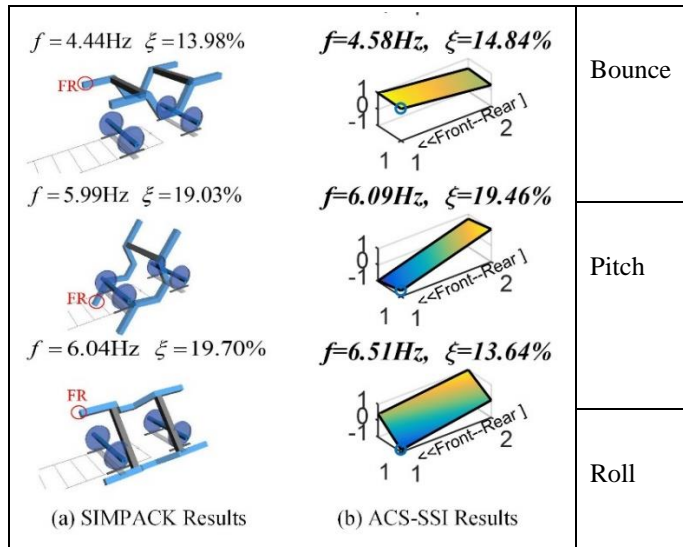 f = 4.44Hz ξ = 13.98%
f=4.58Hz, ξ=14.84%
Bounce
FR
1
0
-1
<<Front--Rear ]
2
1 1
f = 5.99Hz ξ = 19.03%
f=6.09Hz, ξ=19.46%
Pitch
FR
1
0
-1
<<Front--Rear ]
2
1 1
f = 6.04Hz ξ = 19.70%
f=6.51Hz, ξ=13.64%
Roll
FR
1
0
-1
<<Front--Rear ]
2
1 1
(a) SIMPACK Results
(b) ACS-SSI Results